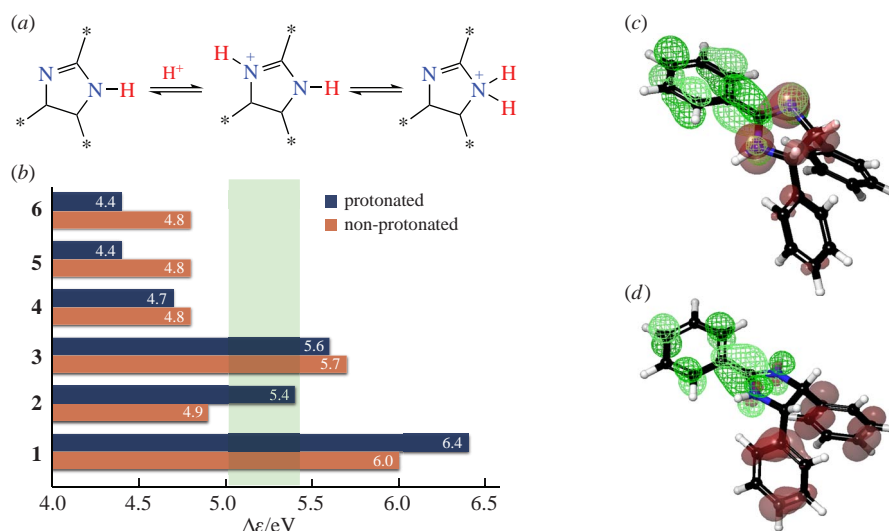 (a)
* * *
N N H H+ H N + N H N N + H H
* * * * * *
(b)
protonated
non-protonated
6 4.4
4.8
5 4.4
4.8
4 4.7
4.8
3 5.6
5.7
2 5.4
4.9
1 6.4
6.0
4.0 4.5 5.0 5.5 6.0 6.5
Δε/eV
(c)
(d)